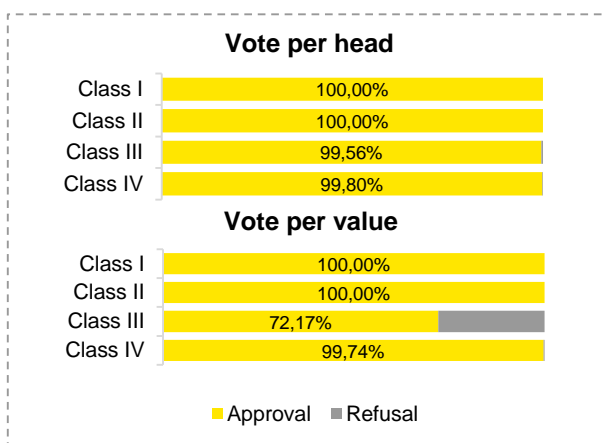 Vote per head
Class I 100,00%
Class II 100,00%
Class III 99,56%
Class IV 99,80%
Vote per value
Class I 100,00%
Class II 100,00%
Class III 72,17%
Class IV 99,74%
Approval Refusal